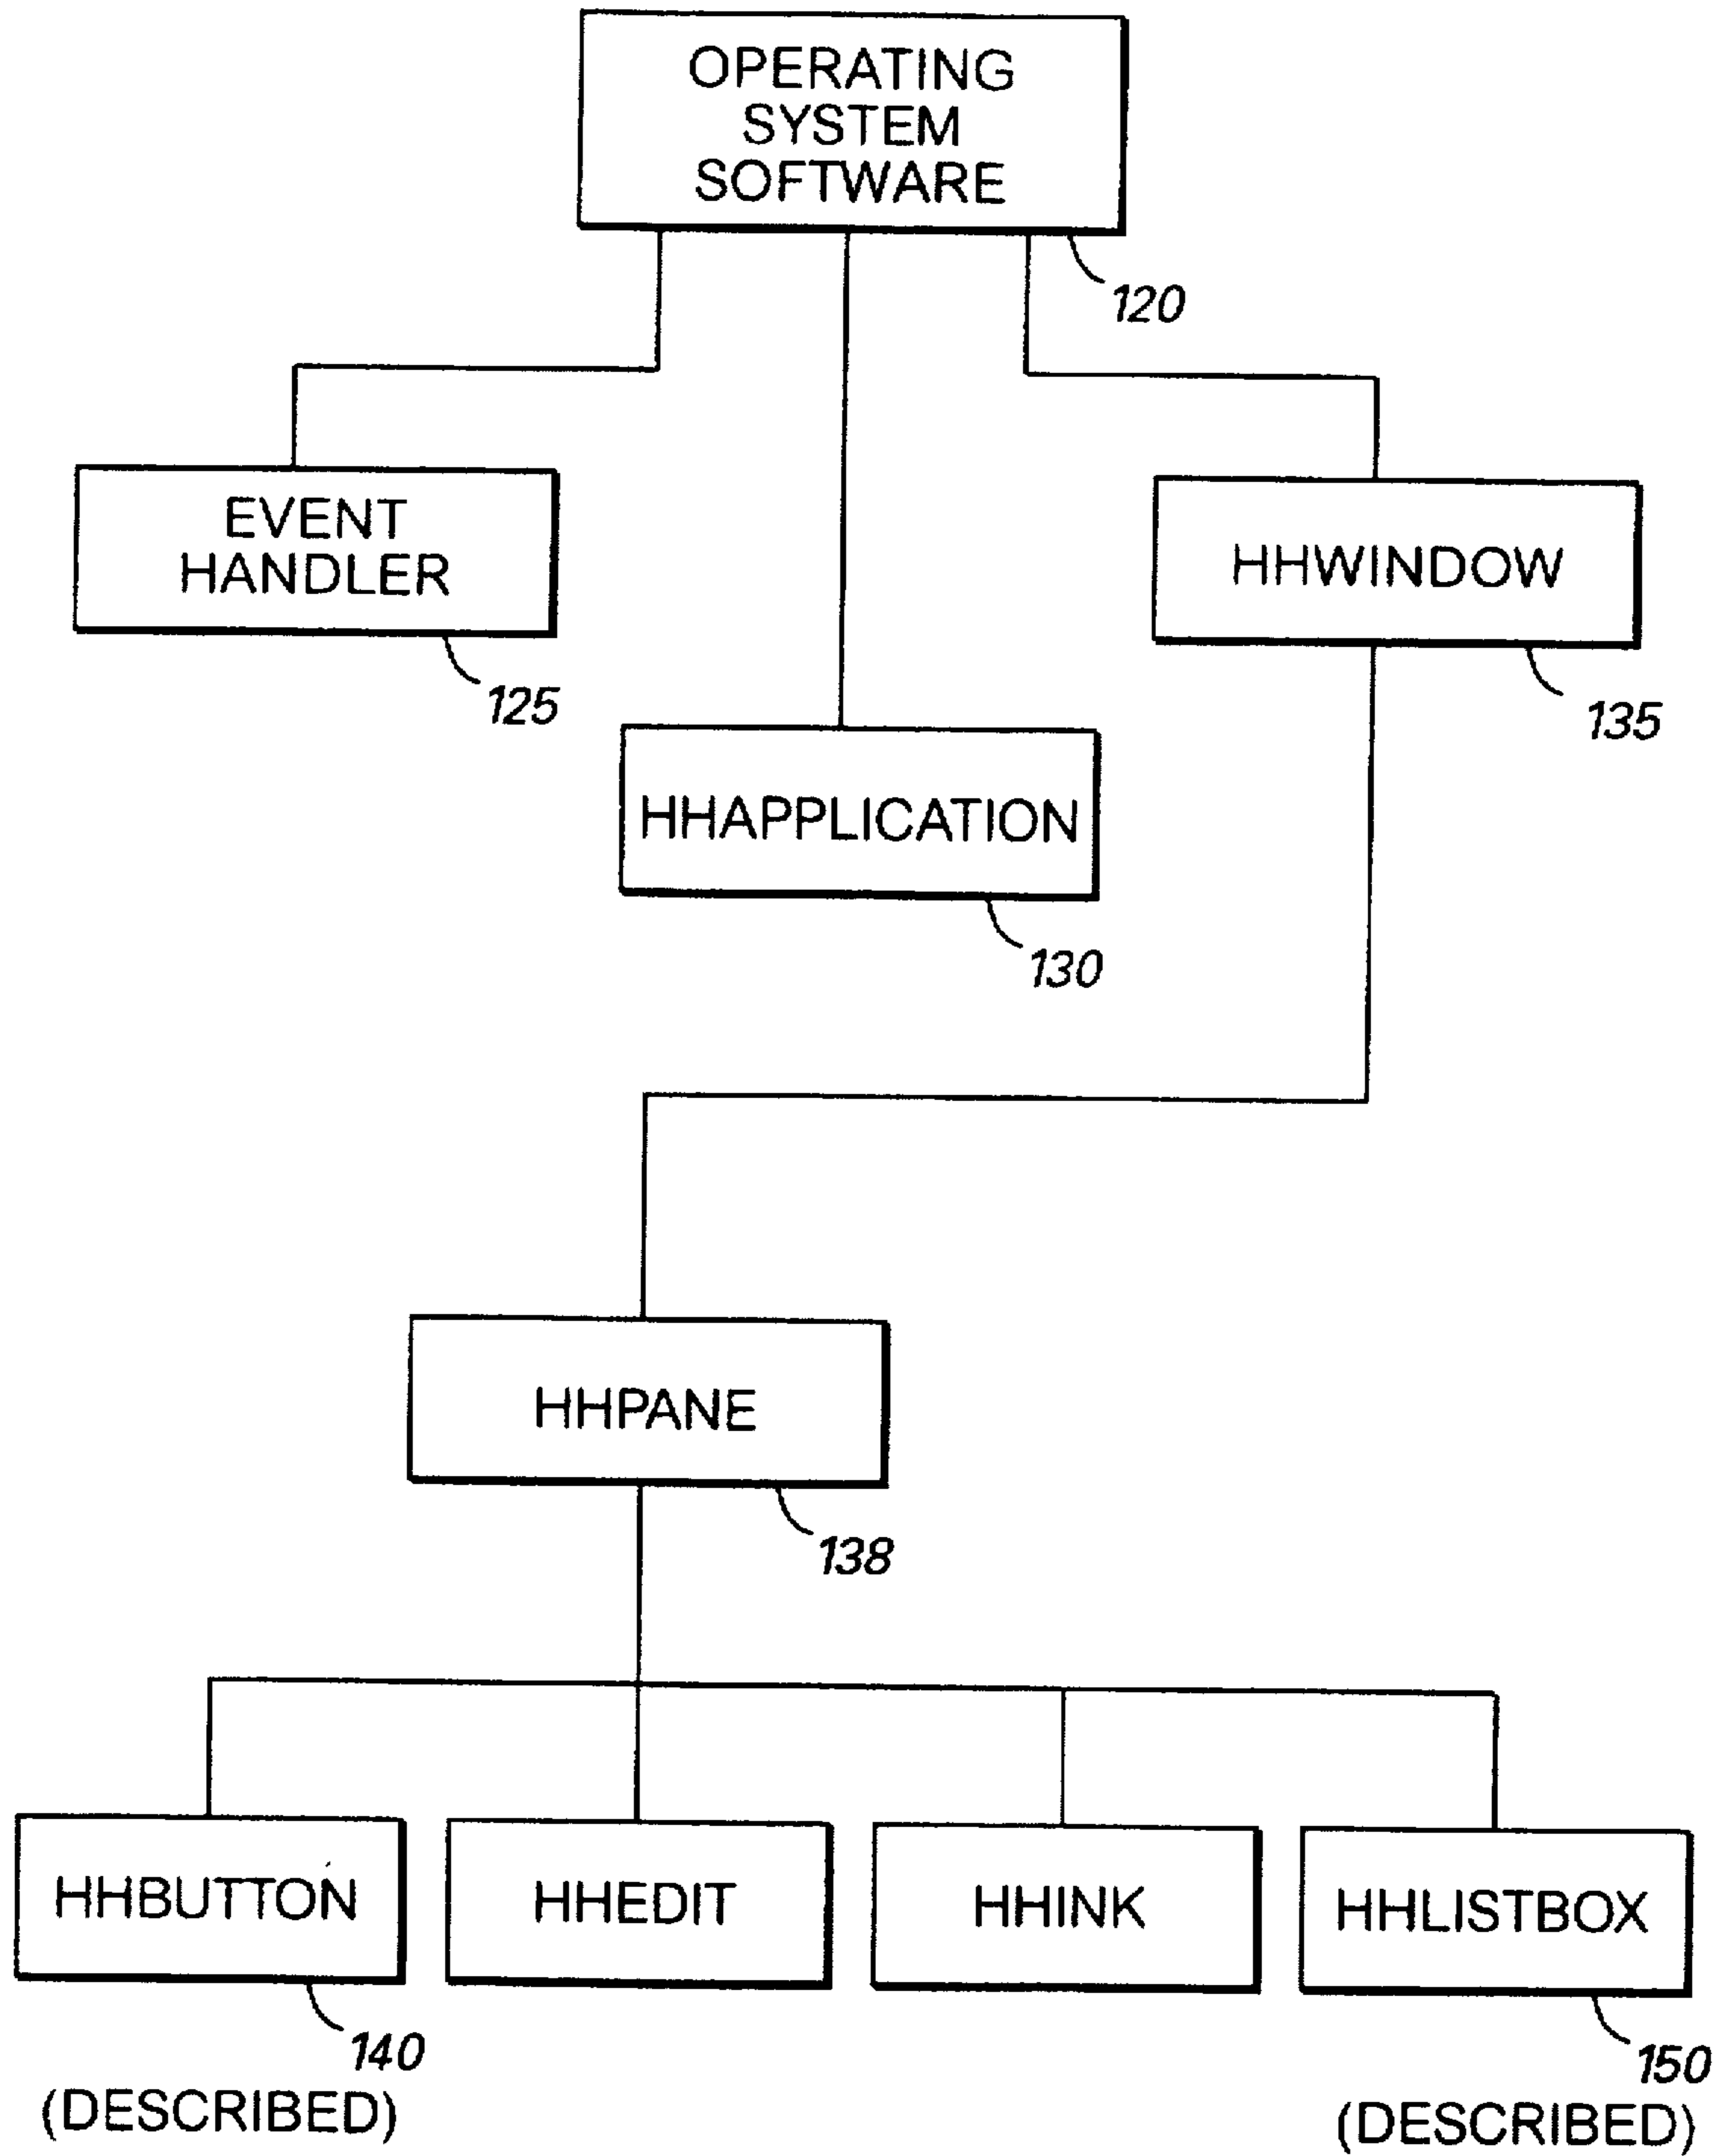 OPERATING
SYSTEM
SOFTWARE
120
EVENT
HANDLER
125
HHWINDOW
135
HHAPPLICATION
130
HHPANE
138
HHBUTTON
140
(DESCRIBED)
HHEDIT
HHINK
HHLISTBOX
150
(DESCRIBED)